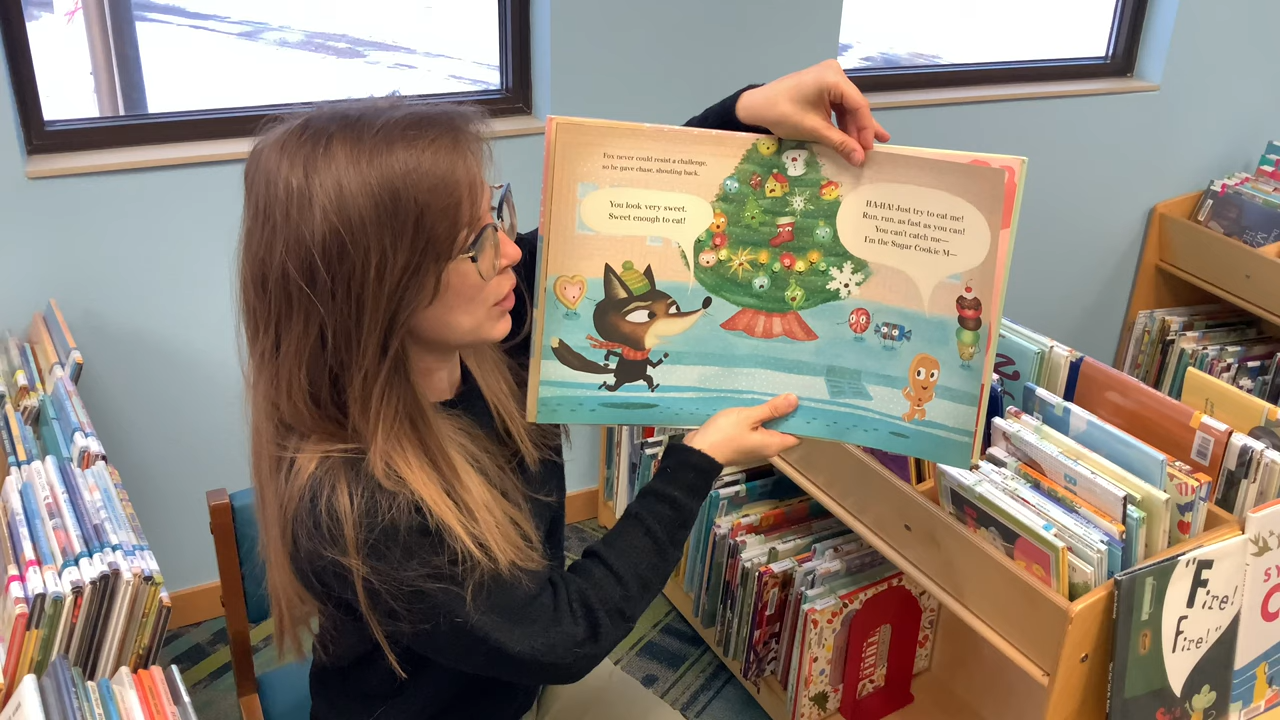 Fox never could resist a challenge,
so he gave chase, shouting back.
You look very sweet.
Sweet enough to eat!
HA-HA! Just try to eat me!
Run, run, as fast as you can!
You can't catch me—
I'm the Sugar Cookie M—
"Fire!
Fire!"